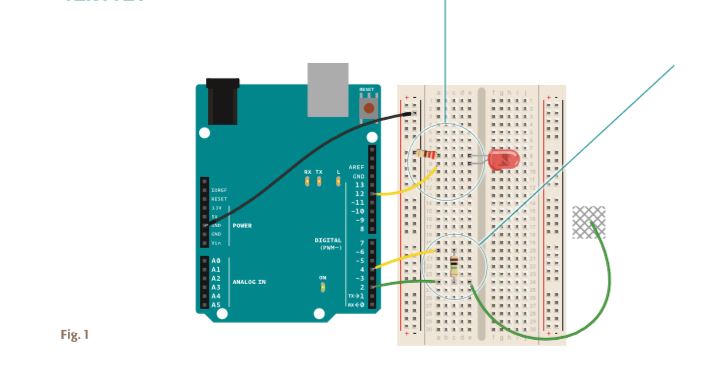 RESET
+ -
a b c d e
f g h i j
+ -
AREF
GND
RX TX
L
13
12
~11
~10
~9
8
IOREF
RESET
3.3V
5V
GND
GND
Vin
POWER
DIGITAL
(PWM~)
7
~6
~5
4
~3
2
TX→1
RX←0
A0
A1
A2
A3
A4
A5
ANALOG IN
ON
+ -
a b c d e
f g h i j
+ -
Fig. 1